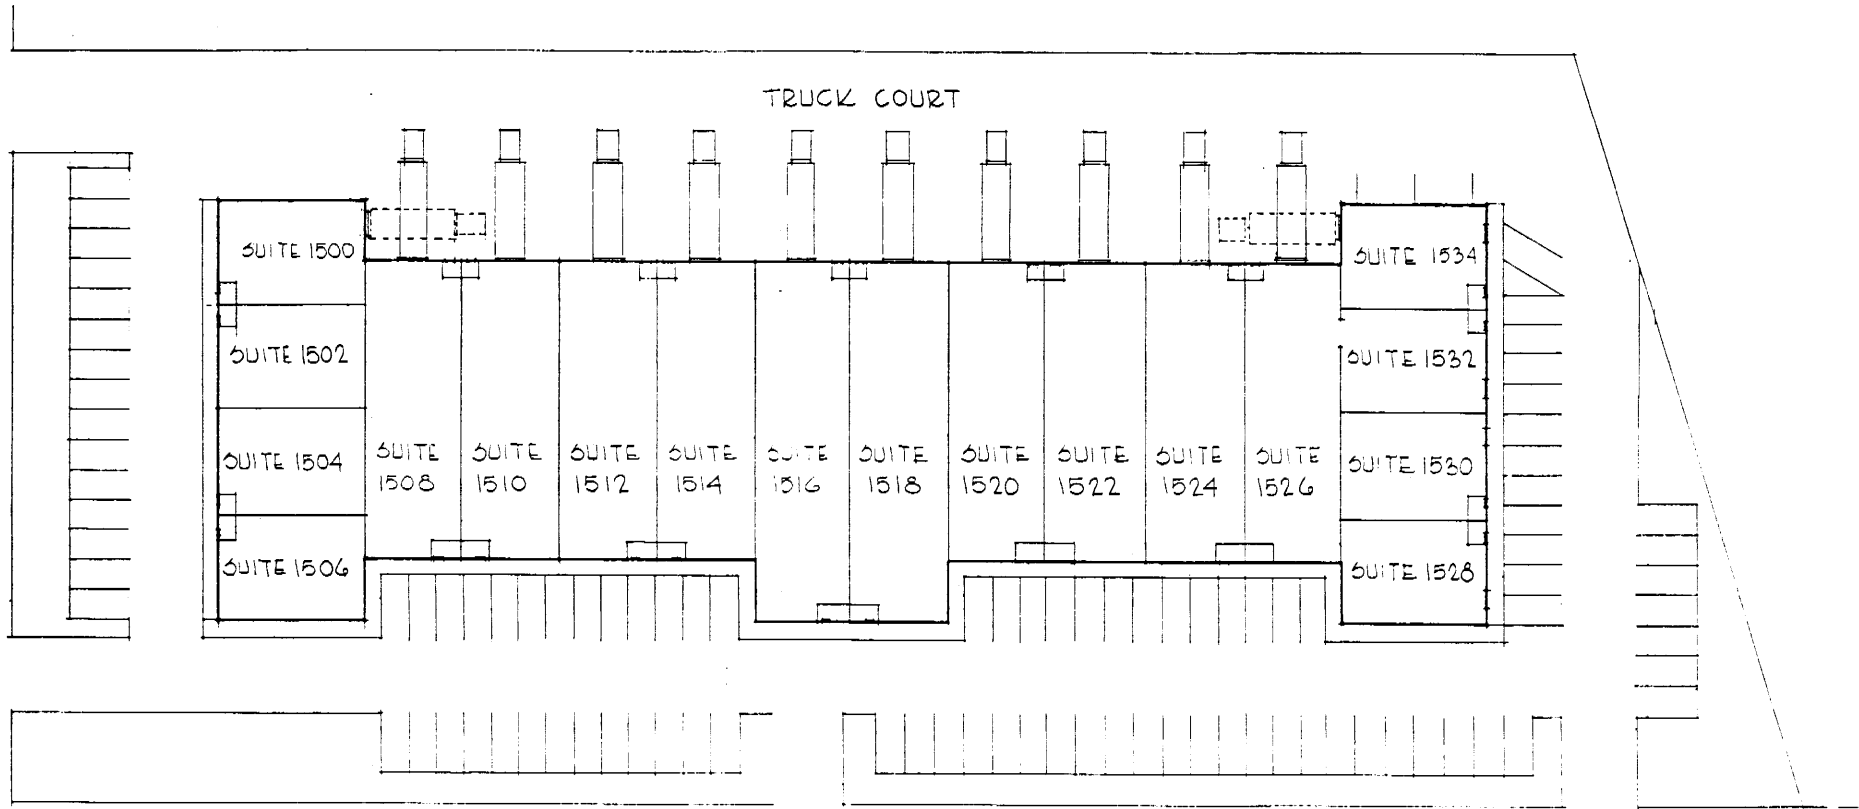 TRUCK COURT
SUITE 1500
SUITE 1502
SUITE 1504
SUITE 1506
SUITE
1508
SUITE
1510
SUITE
1512
SUITE
1514
SUITE
1516
SUITE
1518
SUITE
1520
SUITE
1522
SUITE
1524
SUITE
1526
SUITE 1534
SUITE 1532
SUITE 1530
SUITE 1528